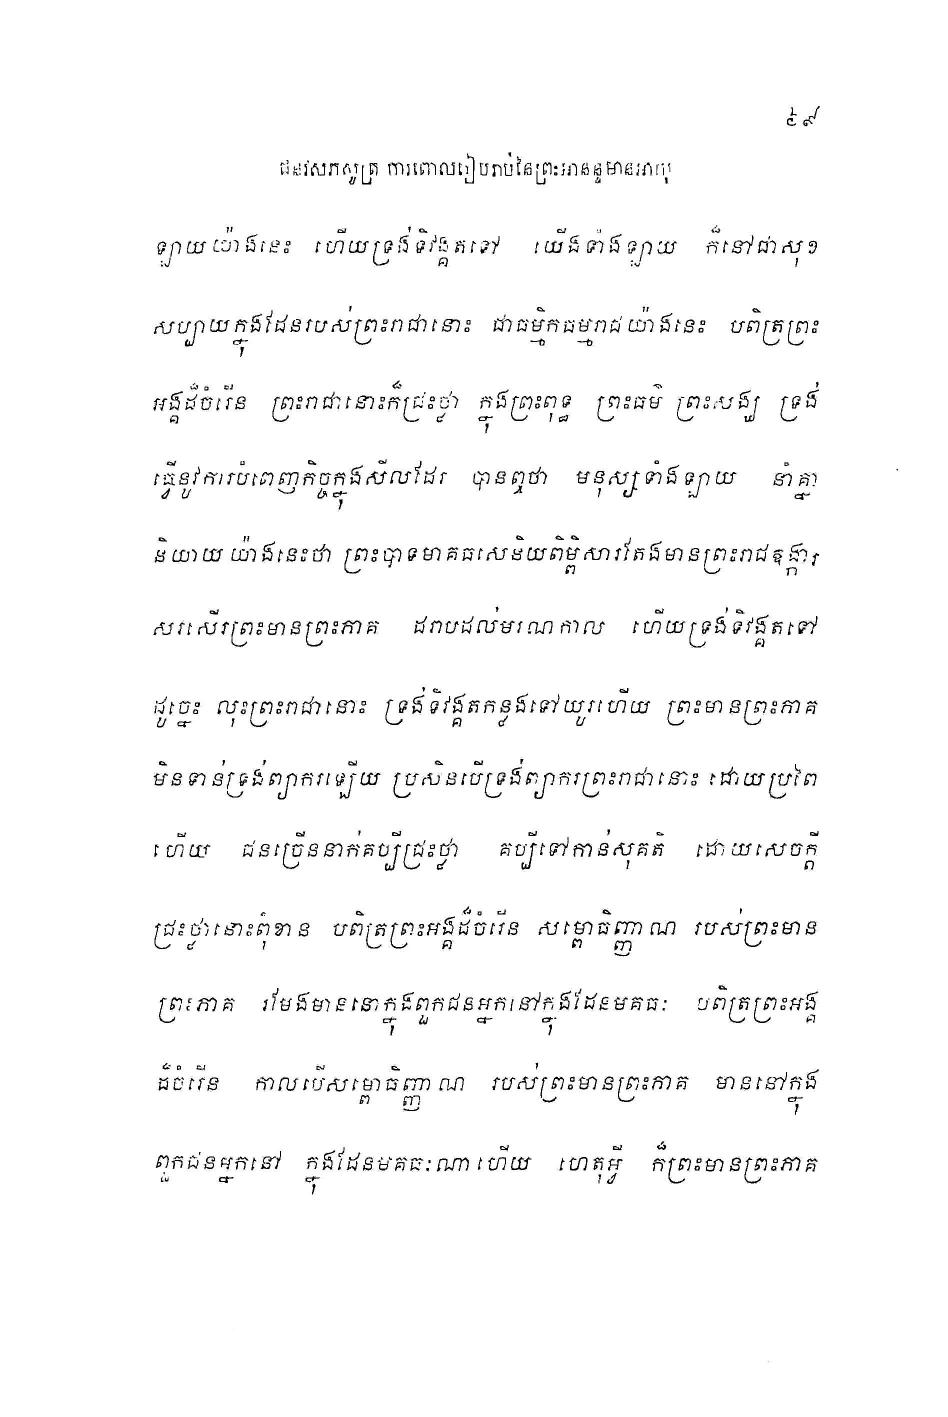 ៥៩
ជនវសភសូត្រ ការពោលរៀបរាប់នៃព្រះអានន្ទមានអាយុ
ឡាយយ៉ាងនេះ ហើយទ្រង់ទិវង្គតទៅ យើងទាំងឡាយ ក៏នៅជាសុខ
សប្បាយក្នុងដែនរបស់ព្រះរាជានោះ ជាធម្មិកធម្មរាជយ៉ាងនេះ បពិត្រព្រះ
អង្គដ៏ចំរើន ព្រះរាជានោះក៏ជ្រះថ្លា ក្នុងព្រះពុទ្ធ ព្រះធម៌ ព្រះសង្ឃ ទ្រង់
ធ្វើនូវការបំពេញកិច្ចក្នុងសីលដែរ បានឮថា មនុស្សទាំងឡាយ នាំគ្នា
និយាយយ៉ាងនេះថា ព្រះបាទមាគធសេនិយពិម្ពិសារតែងមានព្រះរាជឱង្ការ
សរសើរព្រះមានព្រះភាគ ដរាបដល់មរណកាល ហើយទ្រង់ទិវង្គតទៅ
ដូច្នេះ លុះព្រះរាជានោះ ទ្រង់ទិវង្គតកន្លងទៅយូរហើយ ព្រះមានព្រះភាគ
មិនទាន់ទ្រង់ព្យាករឡើយ ប្រសិនបើទ្រង់ព្យាករព្រះរាជានោះ ដោយប្រពៃ
ហើយ ជនច្រើននាក់គប្បីជ្រះថ្លា គប្បីទៅកាន់សុគតិ ដោយសេចក្តី
ជ្រះថ្លានោះពុំខាន បពិត្រព្រះអង្គដ៏ចំរើន សម្ពោធិញ្ញាណ របស់ព្រះមាន
ព្រះភាគ រមែងមាននៅក្នុងពួកជនអ្នកនៅក្នុងដែនមគធៈ បពិត្រព្រះអង្គ
ដ៏ចំរើន កាលបើសម្ពោធិញ្ញាណ របស់ព្រះមានព្រះភាគ មាននៅក្នុង
ពួកជនអ្នកនៅ ក្នុងដែនមគធៈណាហើយ ហេតុអ្វី ក៏ព្រះមានព្រះភាគ